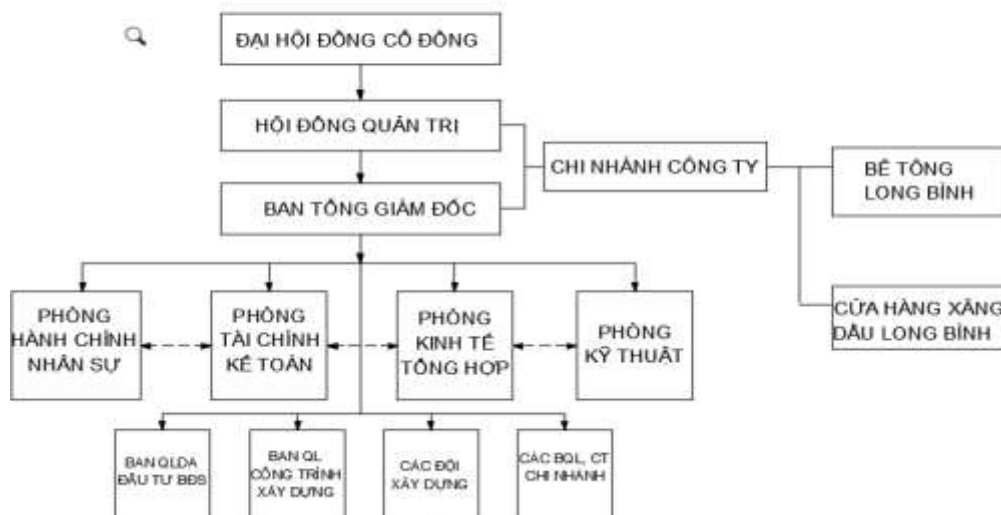 ĐẠI HỘI ĐỒNG CỔ ĐÔNG
HỘI ĐỒNG QUẢN TRỊ
CHI NHÁNH CÔNG TY
BÊ TÔNG
LONG BÌNH
BAN TỔNG GIÁM ĐỐC
CỬA HÀNG XĂNG
DẦU LONG BÌNH
PHÒNG
HÀNH CHÍNH
NHÂN SỰ
PHÒNG
TÀI CHÍNH
KẾ TOÁN
PHÒNG
KINH TẾ
TỔNG HỢP
PHÒNG
KỸ THUẬT
BAN QLDA
ĐẦU TƯ BĐS
BAN QL
CÔNG TRÌNH
XÂY DỰNG
CÁC ĐỘI
XÂY DỰNG
CÁC BQL, CT
CHI NHÁNH